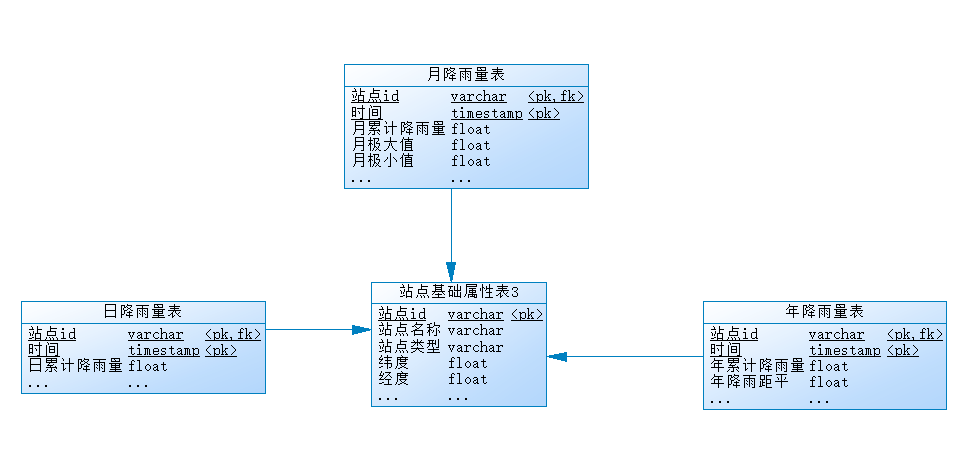 月降雨量表
站点id varchar <pk,fk>
时间 timestamp <pk>
月累计降雨量 float
月极大值 float
月极小值 float
... ...
日降雨量表
站点id varchar <pk,fk>
时间 timestamp <pk>
日累计降雨量 float
... ...
站点基础属性表3
站点id varchar <pk>
站点名称 varchar
站点类型 varchar
纬度 float
经度 float
... ...
年降雨量表
站点id varchar <pk,fk>
时间 timestamp <pk>
年累计降雨量 float
年降雨距平 float
... ...